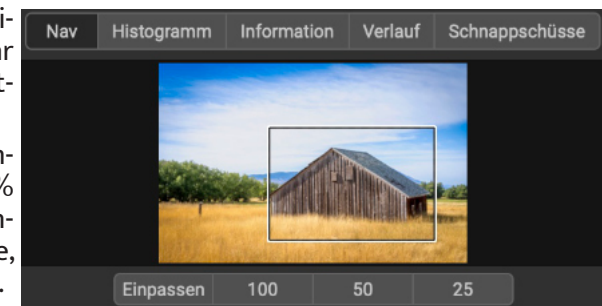 i-
Nav Histogramm Information Verlauf Schnappschüsse
t-
n-
%
n-
e,
.
Einpassen 100 50 25